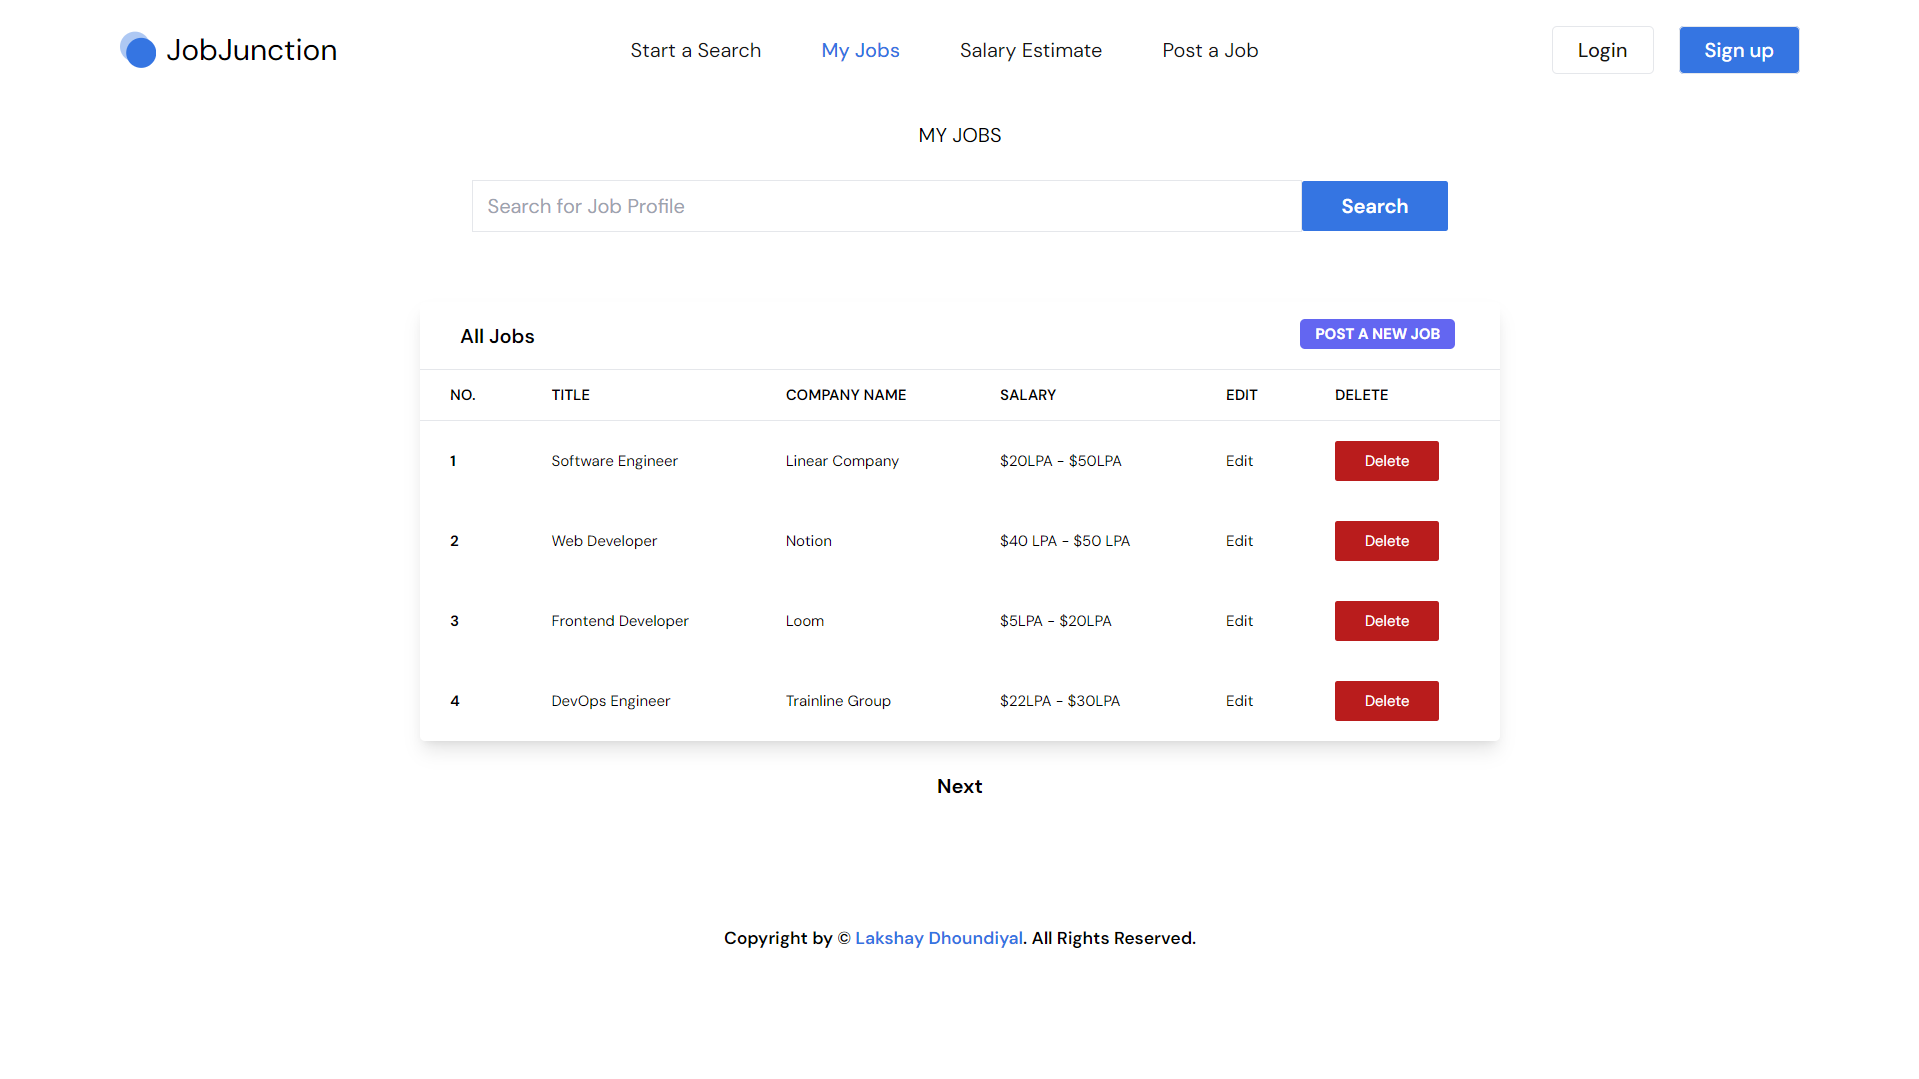 JobJunction Start a Search My Jobs Salary Estimate Post a Job Login Sign up
MY JOBS
Search for Job Profile Search
All Jobs POST A NEW JOB
NO. TITLE COMPANY NAME SALARY EDIT DELETE
1 Software Engineer Linear Company $20LPA - $50LPA Edit Delete
2 Web Developer Notion $40 LPA - $50 LPA Edit Delete
3 Frontend Developer Loom $5LPA - $20LPA Edit Delete
4 DevOps Engineer Trainline Group $22LPA - $30LPA Edit Delete
Next
Copyright by © Lakshay Dhoundiyal. All Rights Reserved.